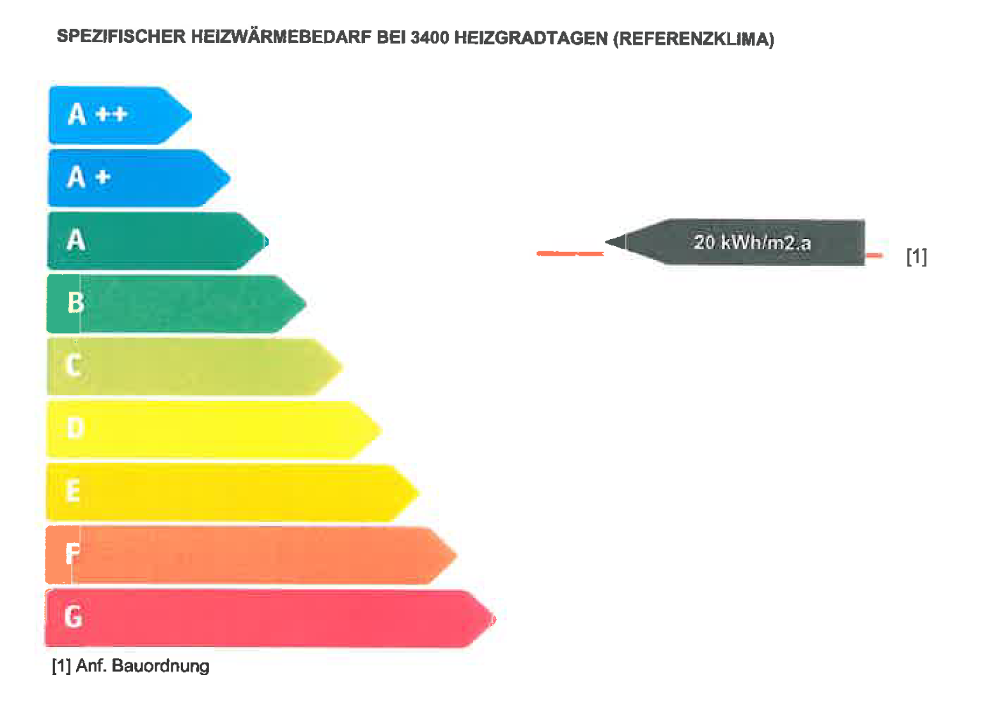 SPEZIFISCHER HEIZWÄRMEBEDARF BEI 3400 HEIZGRADTAGEN (REFERENZKLIMA)
A ++
A +
A
20 kWh/m2.a
[1]
B
C
D
E
F
G
[1] Anf. Bauordnung